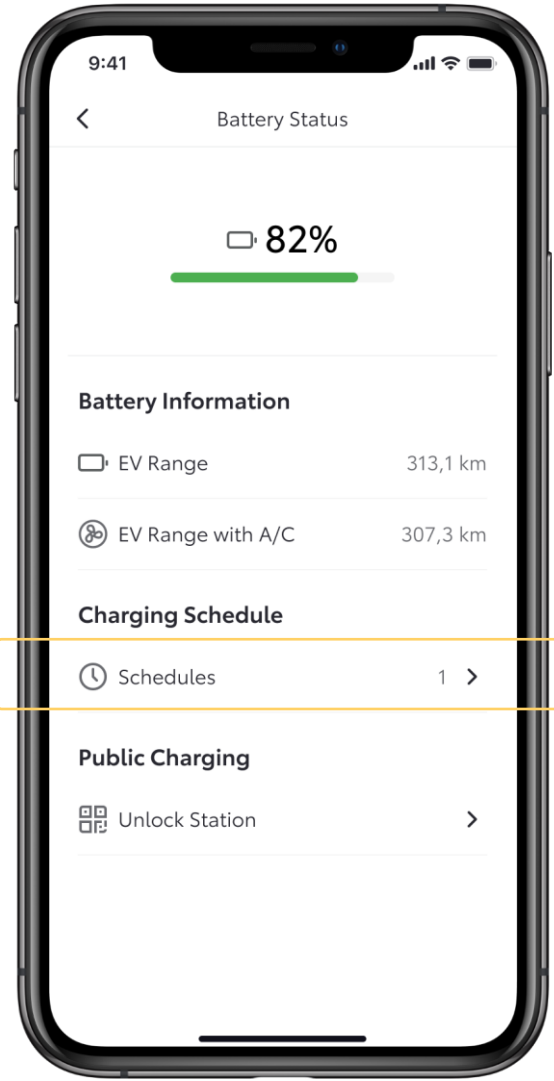 9:41
Battery Status
82%
Battery Information
EV Range 313,1 km
EV Range with A/C 307,3 km
Charging Schedule
Schedules 1
Public Charging
Unlock Station